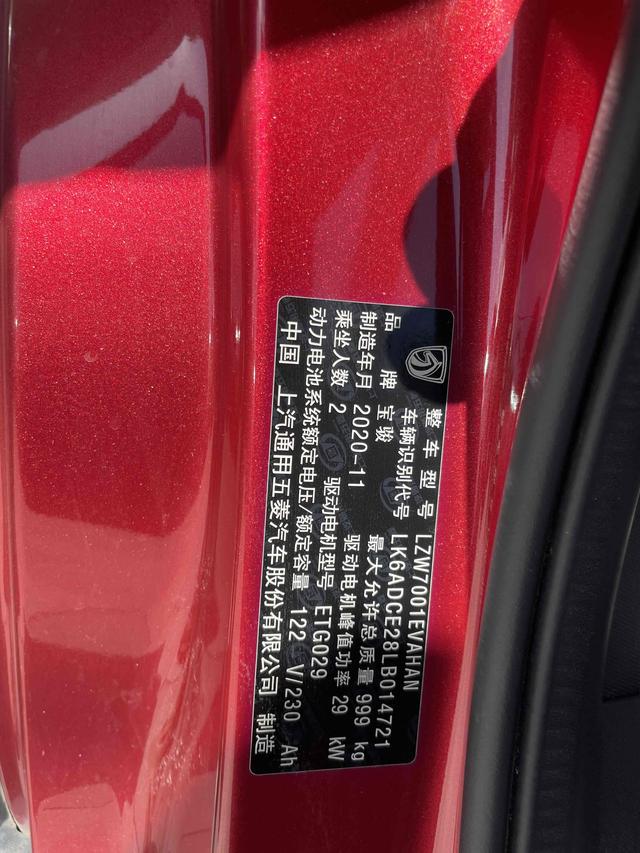 整车型号 LZW7001EVAHAN
车辆识别代号 LK6ADCE28LB014721
品牌 宝骏 最大允许总质量 999 kg
制造年月 2020-11 驱动电机峰值功率 29 kW
乘坐人数 2 驱动电机型号 ETG029
动力电池系统额定电压/额定容量 122 V/230 Ah
中国 上汽通用五菱汽车股份有限公司 制造